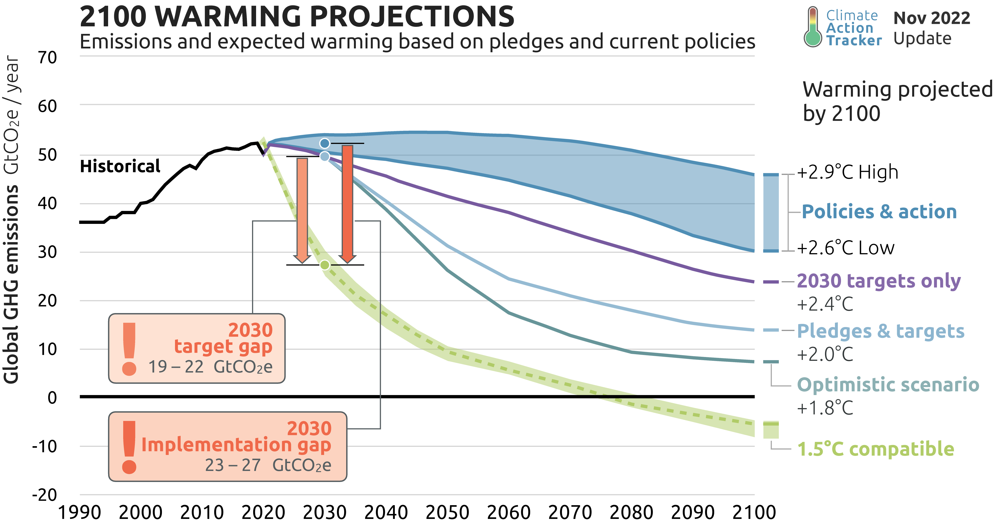 2100 WARMING PROJECTIONS
Emissions and expected warming based on pledges and current policies
Climate
Action
Tracker
Nov 2022
Update
Global GHG emissions GtCO₂e / year
70
60
50
40
30
20
10
0
-10
-20
Historical
2030
target gap
19 – 22 GtCO₂e
2030
Implementation gap
23 – 27 GtCO₂e
1990 2000 2010 2020 2030 2040 2050 2060 2070 2080 2090 2100
Warming projected
by 2100
+2.9°C High
Policies & action
+2.6°C Low
2030 targets only
+2.4°C
Pledges & targets
+2.0°C
Optimistic scenario
+1.8°C
1.5°C compatible